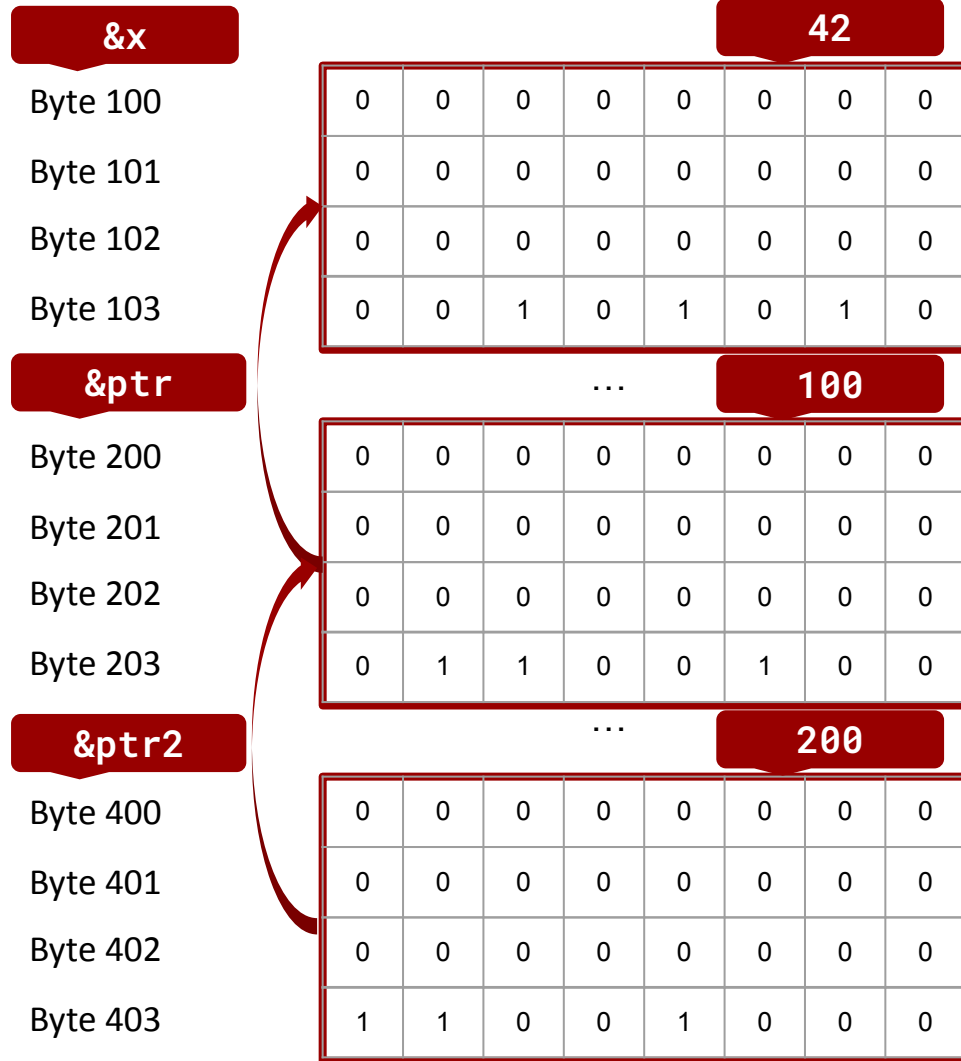 &x 42
Byte 100 0 0 0 0 0 0 0 0
Byte 101 0 0 0 0 0 0 0 0
Byte 102 0 0 0 0 0 0 0 0
Byte 103 0 0 1 0 1 0 1 0
&ptr ... 100
Byte 200 0 0 0 0 0 0 0 0
Byte 201 0 0 0 0 0 0 0 0
Byte 202 0 0 0 0 0 0 0 0
Byte 203 0 1 1 0 0 1 0 0
&ptr2 ... 200
Byte 400 0 0 0 0 0 0 0 0
Byte 401 0 0 0 0 0 0 0 0
Byte 402 0 0 0 0 0 0 0 0
Byte 403 1 1 0 0 1 0 0 0